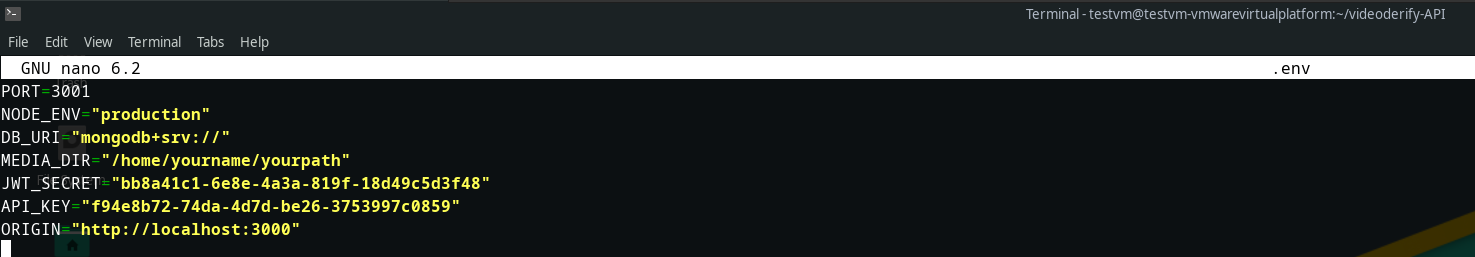 Terminal - testvm@testvm-vmwarevirtualplatform:~/videoderify-API
File Edit View Terminal Tabs Help
GNU nano 6.2 .env
PORT=3001
NODE_ENV="production"
DB_URI="mongodb+srv://"
MEDIA_DIR="/home/yourname/yourpath"
JWT_SECRET="bb8a41c1-6e8e-4a3a-819f-18d49c5d3f48"
API_KEY="f94e8b72-74da-4d7d-be26-3753997c0859"
ORIGIN="http://localhost:3000"